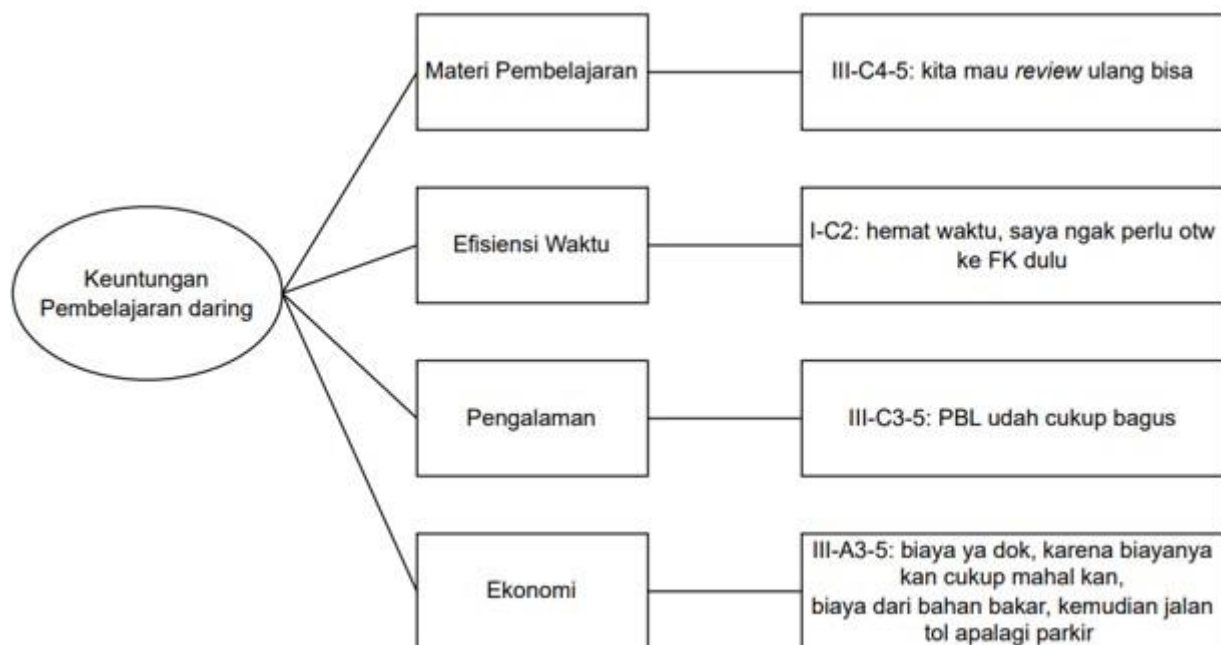 Materi Pembelajaran
III-C4-5: kita mau review ulang bisa
Efisiensi Waktu
I-C2: hemat waktu, saya ngak perlu otw
ke FK dulu
Keuntungan
Pembelajaran daring
Pengalaman
III-C3-5: PBL udah cukup bagus
Ekonomi
III-A3-5: biaya ya dok, karena biayanya
kan cukup mahal kan,
biaya dari bahan bakar, kemudian jalan
tol apalagi parkir